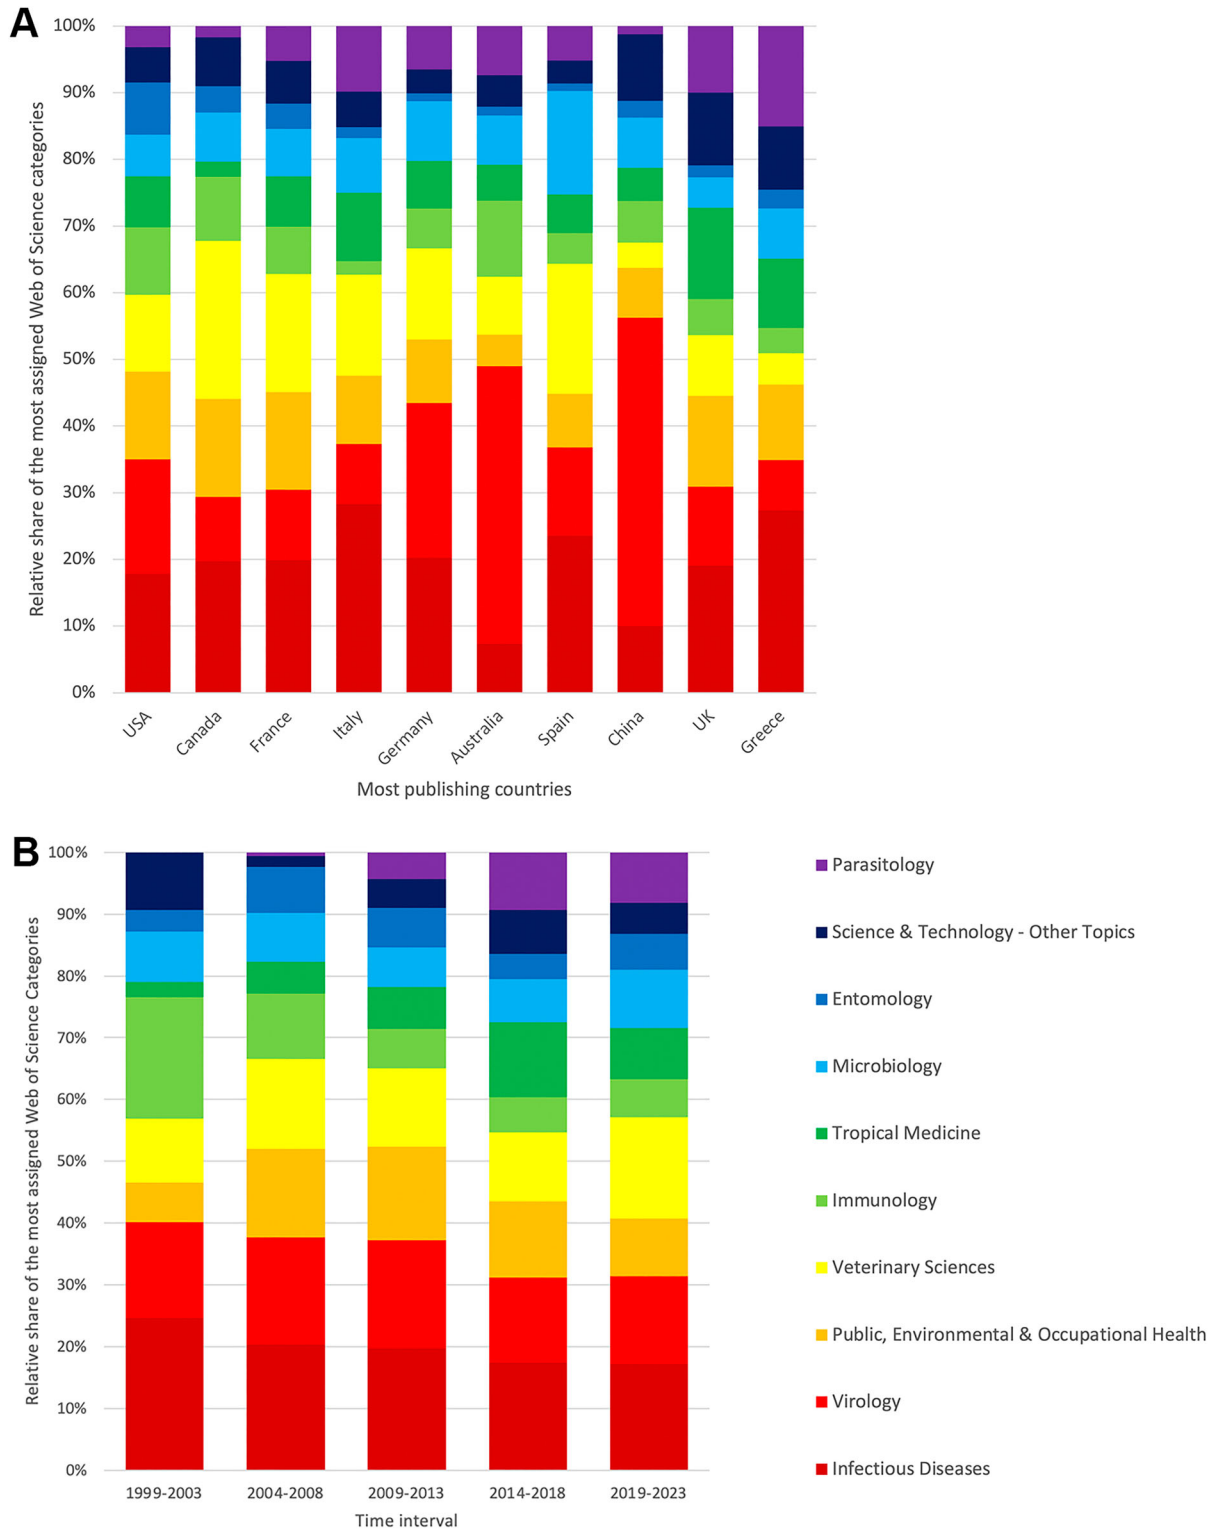 A
Relative share of the most assigned Web of Science categories
100%
90%
80%
70%
60%
50%
40%
30%
20%
10%
0%
USA
Canada
France
Italy
Germany
Australia
Spain
China
UK
Greece
Most publishing countries
B
Relative share of the most assigned Web of Science Categories
100%
90%
80%
70%
60%
50%
40%
30%
20%
10%
0%
1999-2003
2004-2008
2009-2013
2014-2018
2019-2023
Time interval
Parasitology
Science & Technology - Other Topics
Entomology
Microbiology
Tropical Medicine
Immunology
Veterinary Sciences
Public, Environmental & Occupational Health
Virology
Infectious Diseases